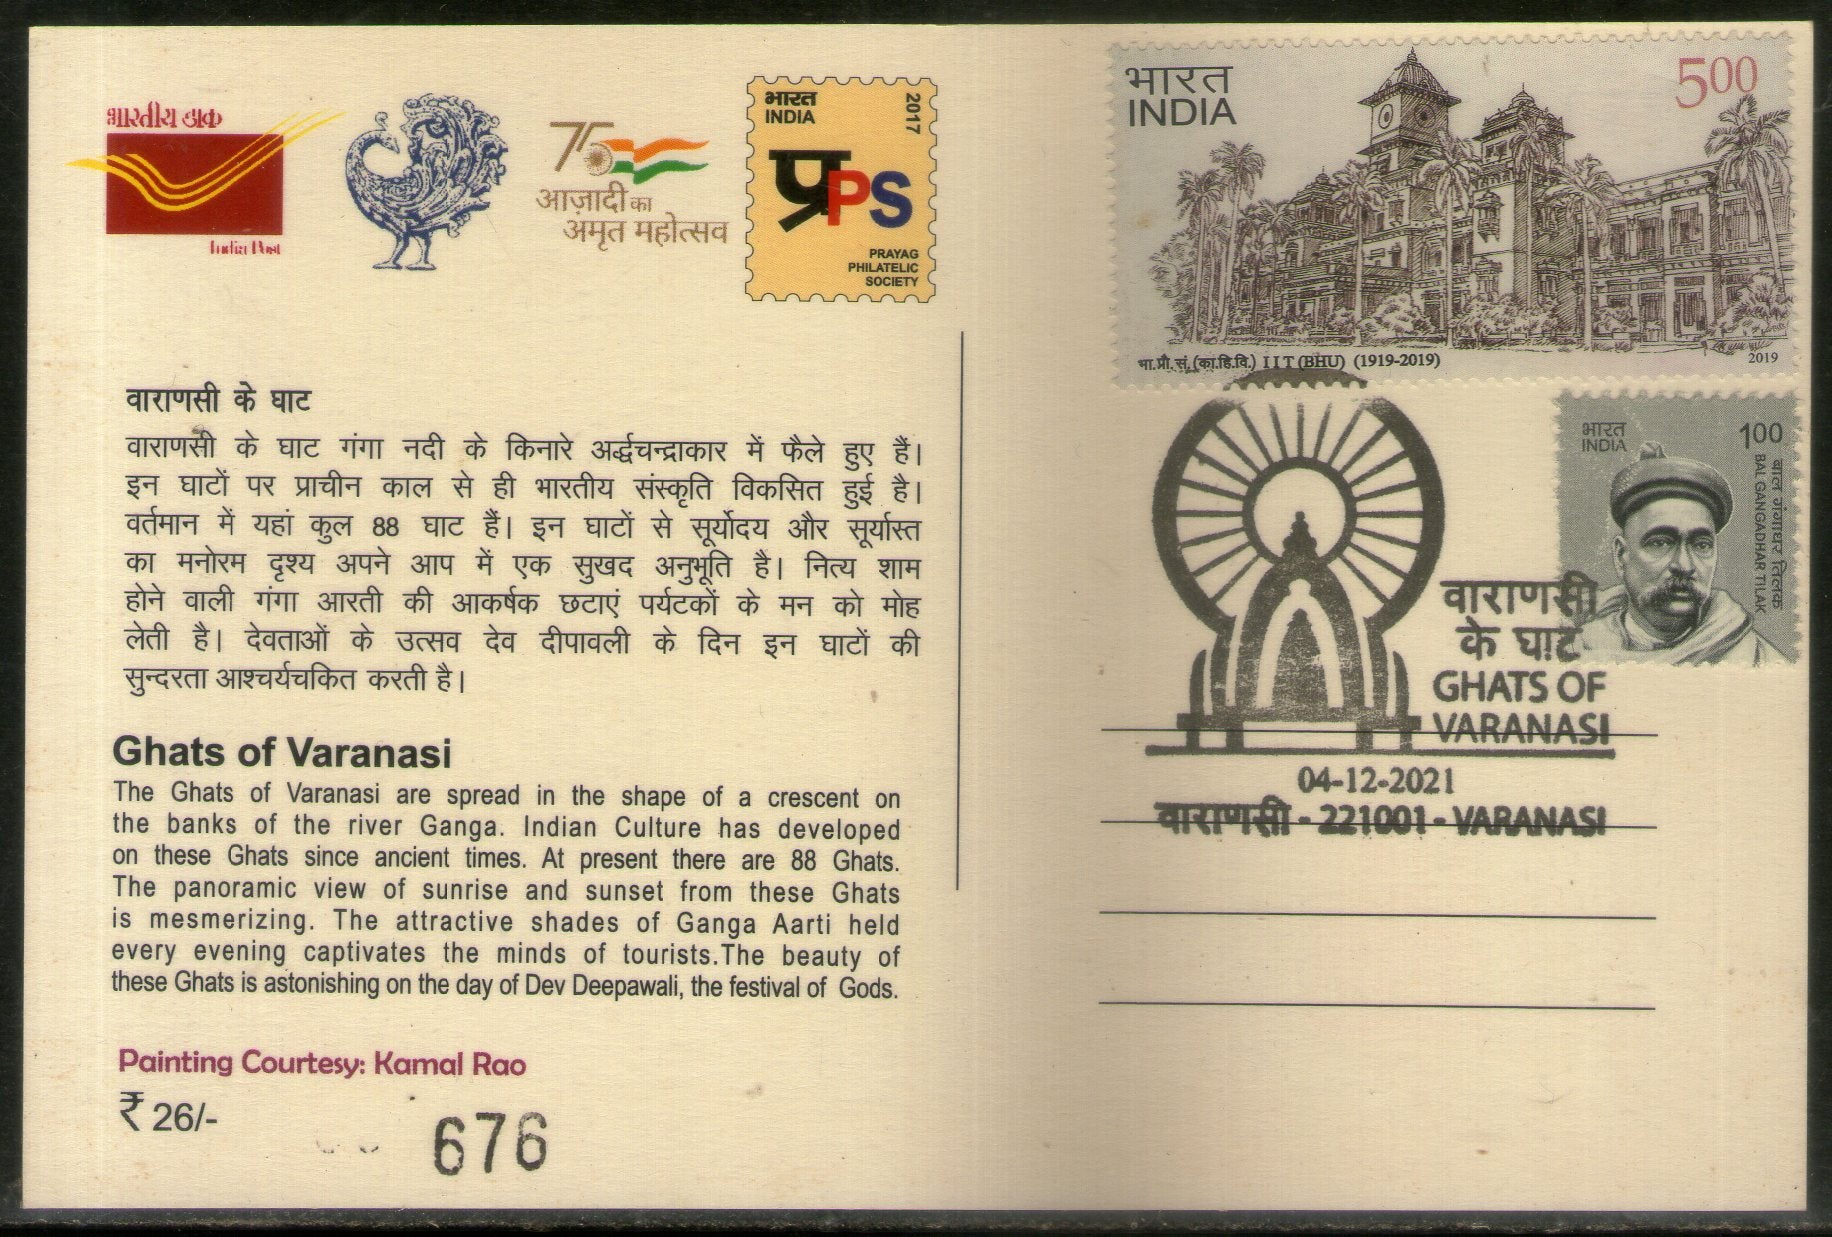 भारतीय डाक
India Post
75
आज़ादी का
अमृत महोत्सव
भारत
INDIA
2017
प्रPS
PRAYAG
PHILATELIC
SOCIETY
वाराणसी के घाट
वाराणसी के घाट गंगा नदी के किनारे अर्द्धचन्द्राकार में फैले हुए हैं।
इन घाटों पर प्राचीन काल से ही भारतीय संस्कृति विकसित हुई है।
वर्तमान में यहां कुल 88 घाट हैं। इन घाटों से सूर्योदय और सूर्यास्त
का मनोरम दृश्य अपने आप में एक सुखद अनुभूति है। नित्य शाम
होने वाली गंगा आरती की आकर्षक छटाएं पर्यटकों के मन को मोह
लेती है। देवताओं के उत्सव देव दीपावली के दिन इन घाटों की
सुन्दरता आश्चर्यचकित करती है।
Ghats of Varanasi
The Ghats of Varanasi are spread in the shape of a crescent on
the banks of the river Ganga. Indian Culture has developed
on these Ghats since ancient times. At present there are 88 Ghats.
The panoramic view of sunrise and sunset from these Ghats
is mesmerizing. The attractive shades of Ganga Aarti held
every evening captivates the minds of tourists.The beauty of
these Ghats is astonishing on the day of Dev Deepawali, the festival of Gods.
Painting Courtesy: Kamal Rao
₹ 26/-
676
भारत
INDIA
500
भा.प्रौ.सं.(का.हि.वि.) I I T (BHU) (1919-2019)
2019
भारत
INDIA
100
बाल गंगाधर तिलक
BAL GANGADHAR TILAK
वाराणसी
के घाट
GHATS OF
VARANASI
04-12-2021
वाराणसी - 221001 - VARANASI